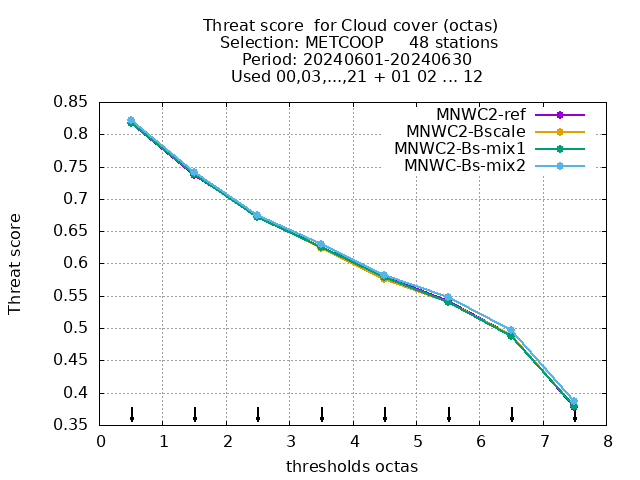 Threat score  for Cloud cover (octas)
Selection: METCOOP     48 stations
Period: 20240601-20240630
Used 00,03,...,21 + 01 02 ... 12
MNWC2-ref
MNWC2-Bscale
MNWC2-Bs-mix1
MNWC-Bs-mix2
Threat score
0.85
0.8
0.75
0.7
0.65
0.6
0.55
0.5
0.45
0.4
0.35
0 1 2 3 4 5 6 7 8
thresholds octas